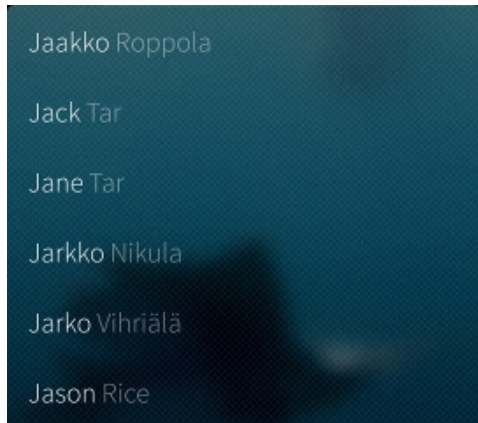 Jaakko Roppola
Jack Tar
Jane Tar
Jarkko Nikula
Jarko Vihriälä
Jason Rice